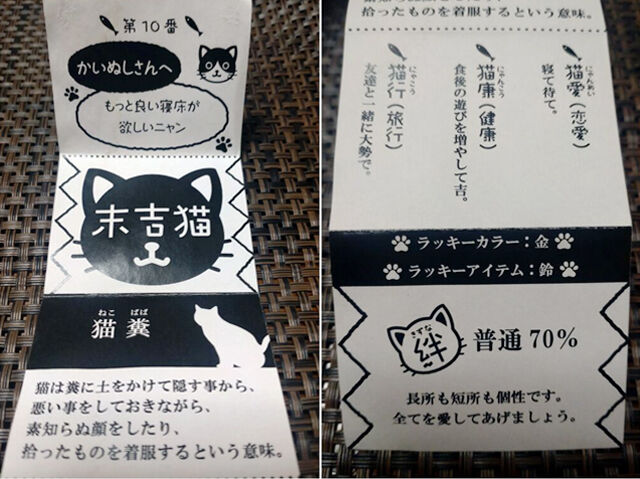 第10番
かいぬしさんへ
もっと良い寝床が
欲しいニャン
末吉猫
ねこ ばば
猫糞
猫は糞に土をかけて隠す事から、
悪い事をしておきながら、
素知らぬ顔をしたり、
拾ったものを着服するという意味。
拾ったものを着服するという意味。
にゃんあい
猫愛(恋愛)
寝て待て。
にゃんこう
猫康(健康)
食後の遊びを増やして吉。
にゃこう
猫行(旅行)
友達と一緒に大勢で。
ラッキーカラー:金
ラッキーアイテム:鈴
きずな
絆
普通 70%
長所も短所も個性です。
全てを愛してあげましょう。